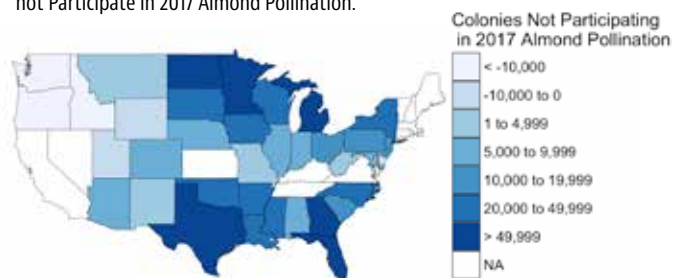 not Participate in 2017 Almond Pollination.
Colonies Not Participating
in 2017 Almond Pollination
< -10,000
-10,000 to 0
1 to 4,999
5,000 to 9,999
10,000 to 19,999
20,000 to 49,999
> 49,999
NA